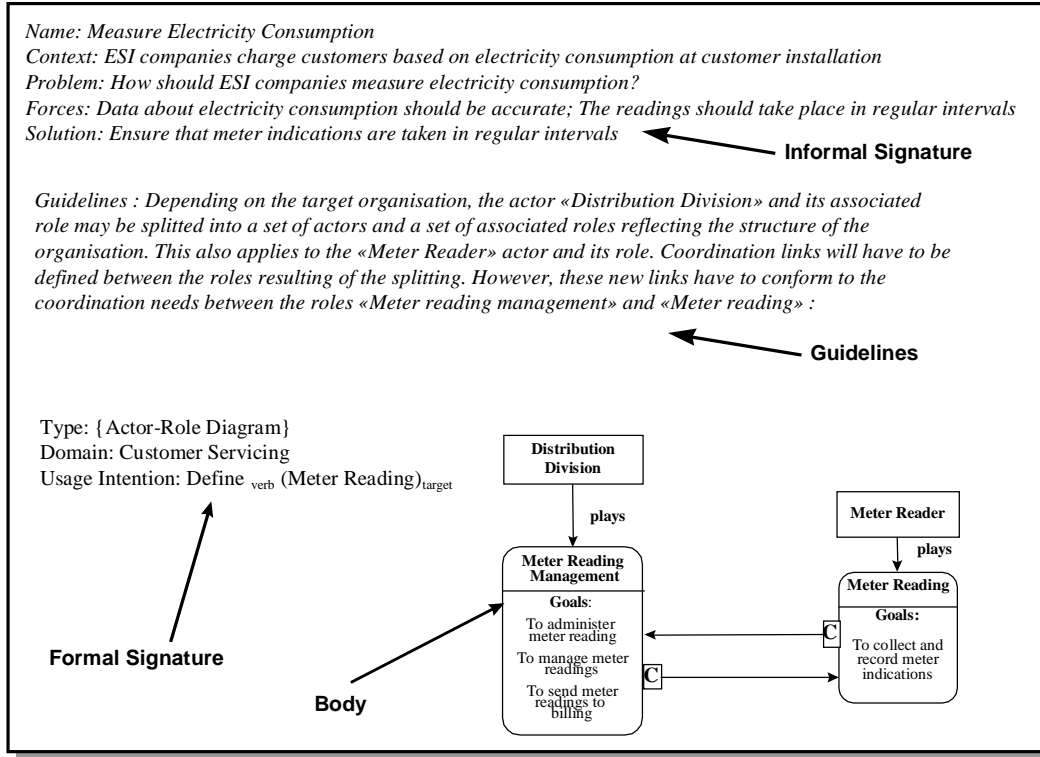 Name: Measure Electricity Consumption
Context: ESI companies charge customers based on electricity consumption at customer installation
Problem: How should ESI companies measure electricity consumption?
Forces: Data about electricity consumption should be accurate; The readings should take place in regular intervals
Solution: Ensure that meter indications are taken in regular intervals
Informal Signature
Guidelines : Depending on the target organisation, the actor «Distribution Division» and its associated
role may be splitted into a set of actors and a set of associated roles reflecting the structure of the
organisation. This also applies to the «Meter Reader» actor and its role. Coordination links will have to be
defined between the roles resulting of the splitting. However, these new links have to conform to the
coordination needs between the roles «Meter reading management» and «Meter reading» :
Guidelines
Type: {Actor-Role Diagram}
Domain: Customer Servicing
Usage Intention: Define verb (Meter Reading)target
Formal Signature
Body
Distribution
Division
plays
Meter Reading
Management
Goals:
To administer
meter reading
To manage meter
readings
To send meter
readings to
billing
C
C
Meter Reader
plays
Meter Reading
Goals:
To collect and
record meter
indications